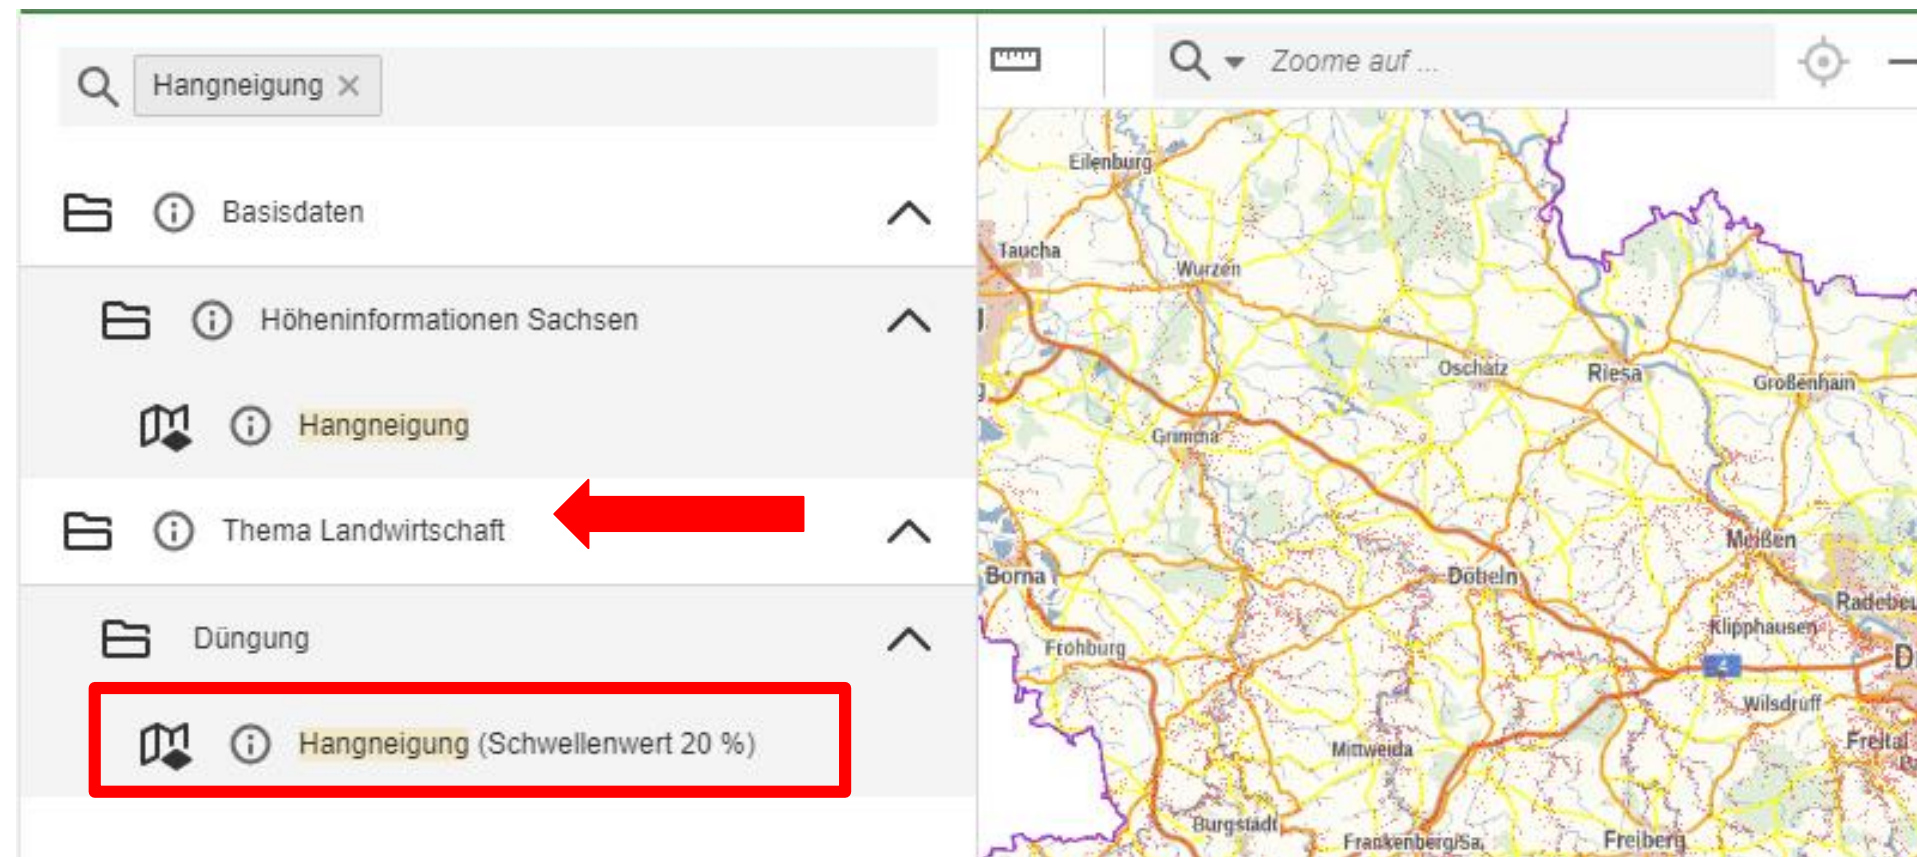 Hangneigung ×
Basisdaten
Höheninformationen Sachsen
Hangneigung
Thema Landwirtschaft
Düngung
Hangneigung (Schwellenwert 20 %)
Zoome auf ...
Eilenburg
Taucha
Wurzen
Oschatz
Riesa
Großenhain
Grimma
Meißen
Borna
Döbeln
Radebeu
Klipphausen
Frohburg
4
D
Wilsdruff
Mittweida
Freital
Burgstädt
Frankenberg/Sa.
Freiberg